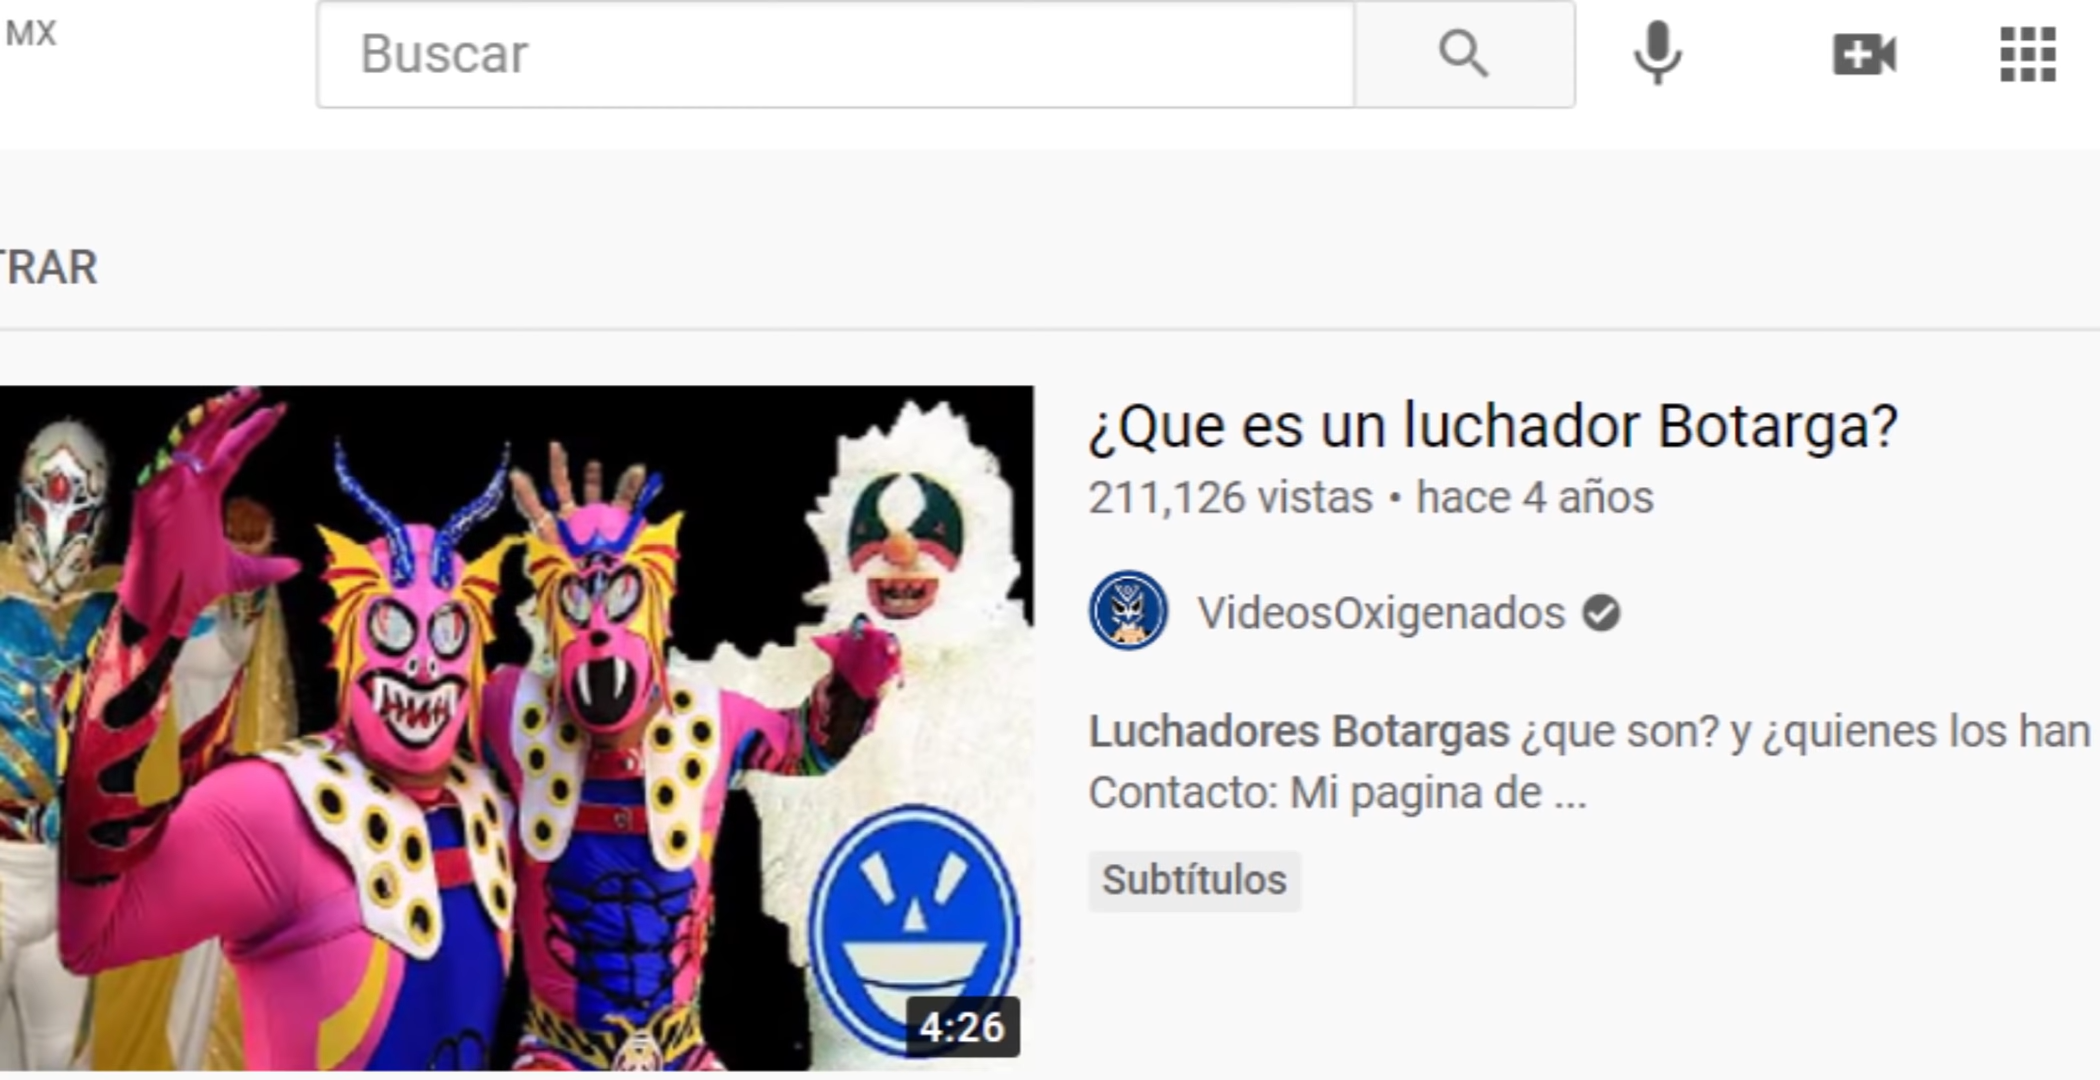 MX
Buscar
TRAR
¿Que es un luchador Botarga?
211,126 vistas • hace 4 años
VideosOxigenados
Luchadores Botargas ¿que son? y ¿quienes los han
Contacto: Mi pagina de ...
Subtítulos
4:26